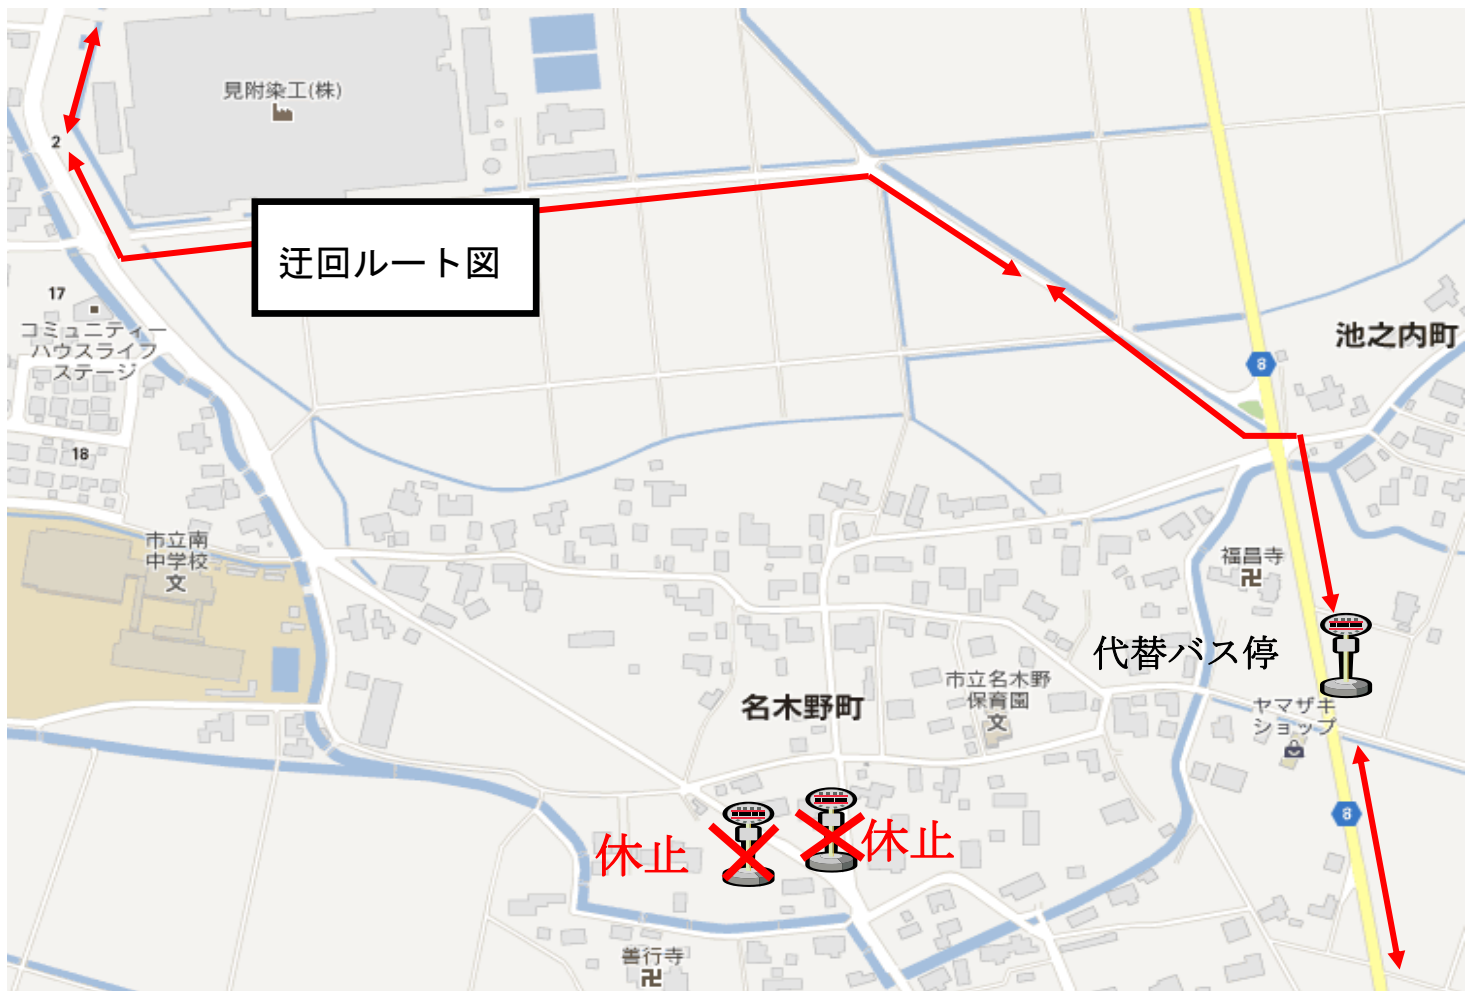 見附染工(株)
2
迂回ルート図
17
コミュニティー
ハウスライフ
ステージ
池之内町
8
18
市立南
中学校
文
福昌寺
卍
代替バス停
市立名木野
保育園
文
名木野町
ヤマザキ
ショップ
8
休止
休止
善行寺
卍